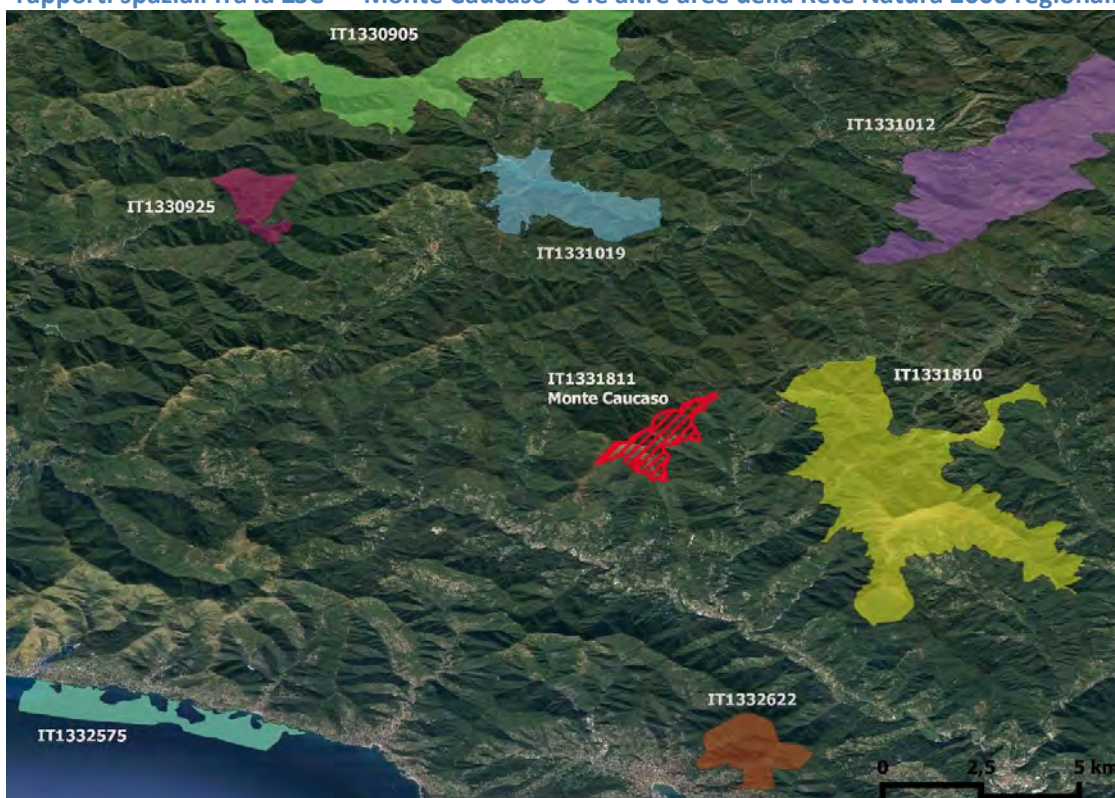 rapporti spaziali fra la ZSC "Monte Caucaso" e le altre aree della Rete Natura 2000 regionale
IT1330905
IT1331012
IT1330925
IT1331019
IT1331811
Monte Caucaso
IT1331810
IT1332622
IT1332575
0 2,5 5 km